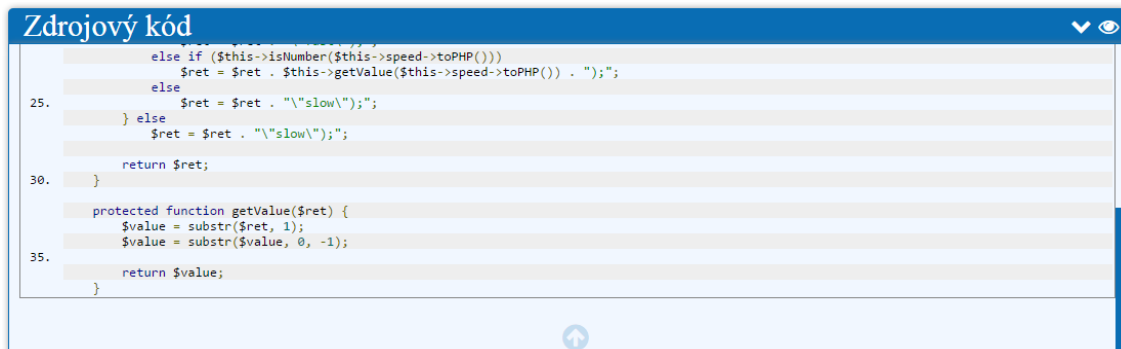 Zdrojový kód
else if ($this->isNumber($this->speed->toPHP()))
$ret = $ret . $this->getValue($this->speed->toPHP()) . ");";
else
25. $ret = $ret . "\"slow\");";
} else
$ret = $ret . "\"slow\");";
return $ret;
30. }
protected function getValue($ret) {
$value = substr($ret, 1);
$value = substr($value, 0, -1);
35.
return $value;
}